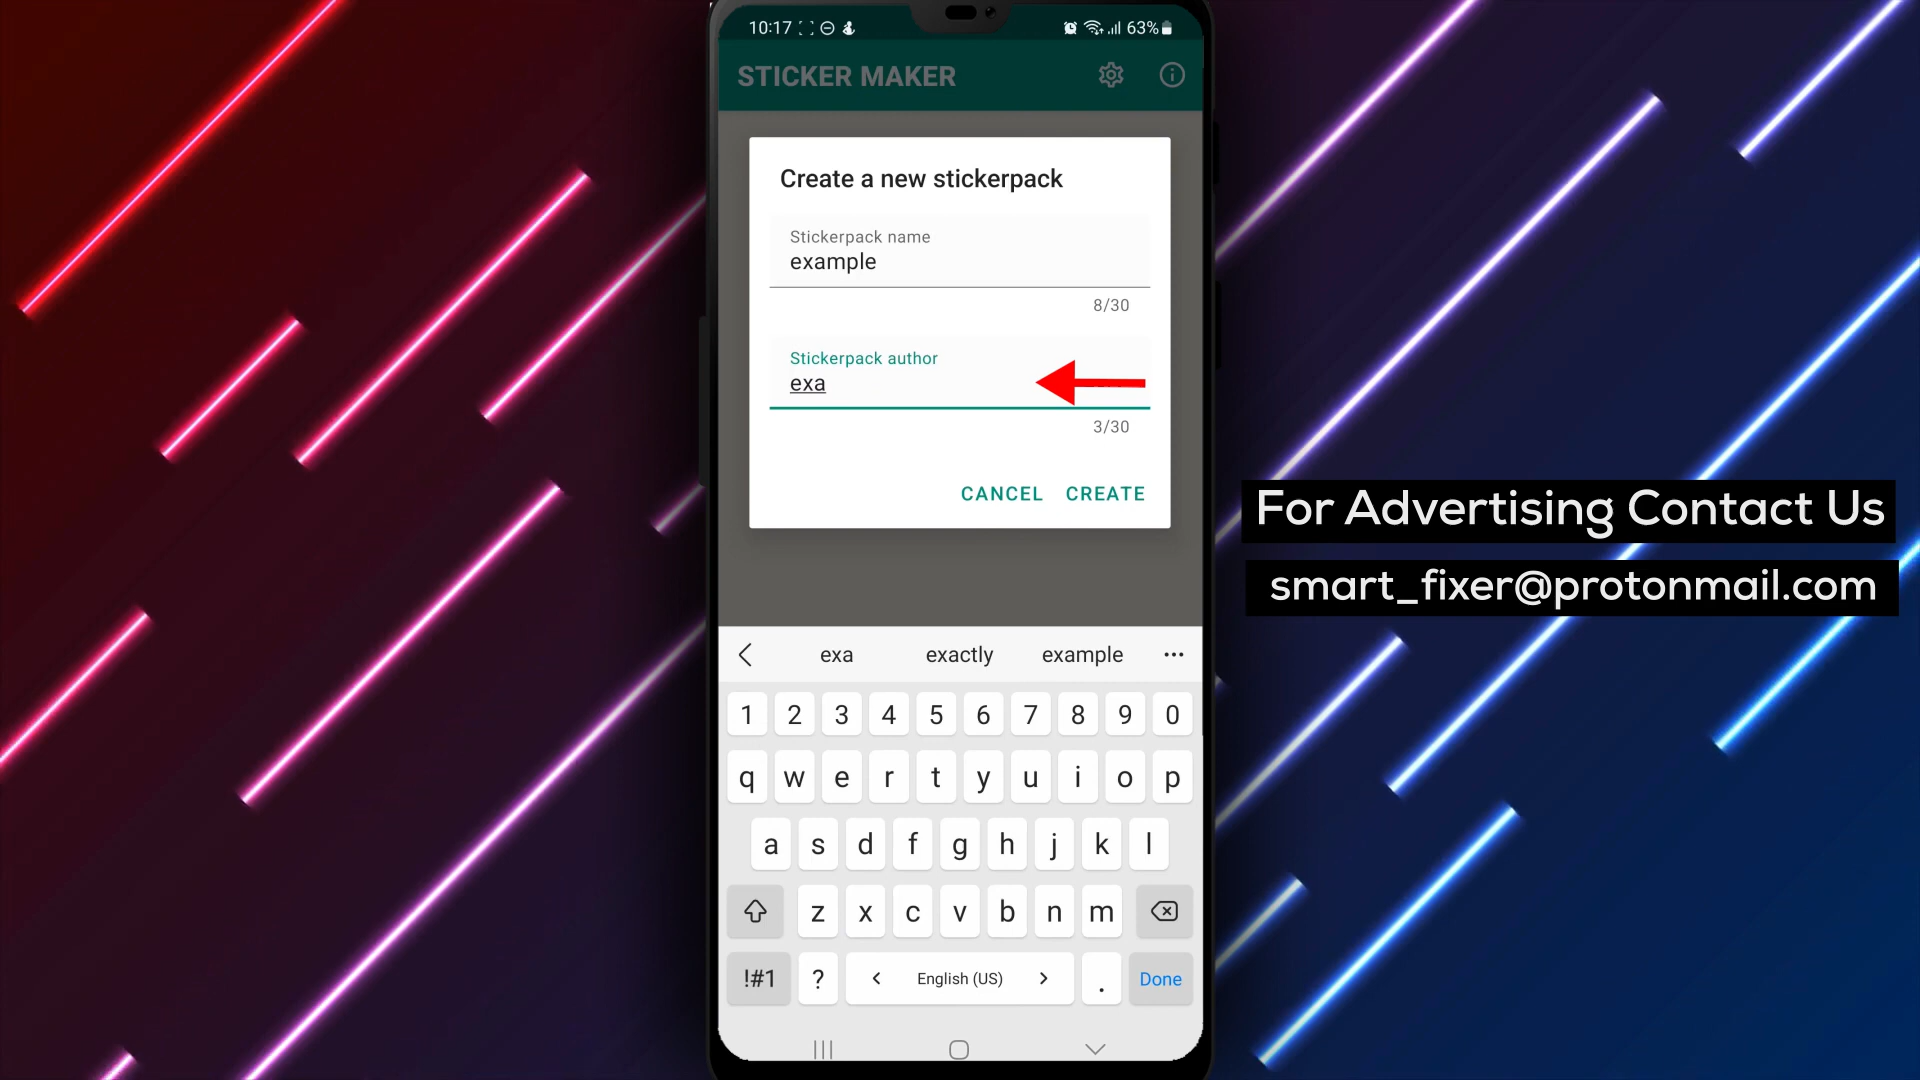 10:17 63%
STICKER MAKER
Create a new stickerpack
Stickerpack name
example
8/30
Stickerpack author
exa
3/30
CANCEL CREATE
For Advertising Contact Us
smart_fixer@protonmail.com
exa exactly example ...
1 2 3 4 5 6 7 8 9 0
q w e r t y u i o p
a s d f g h j k l
z x c v b n m
!#1 ? < English (US) > . Done